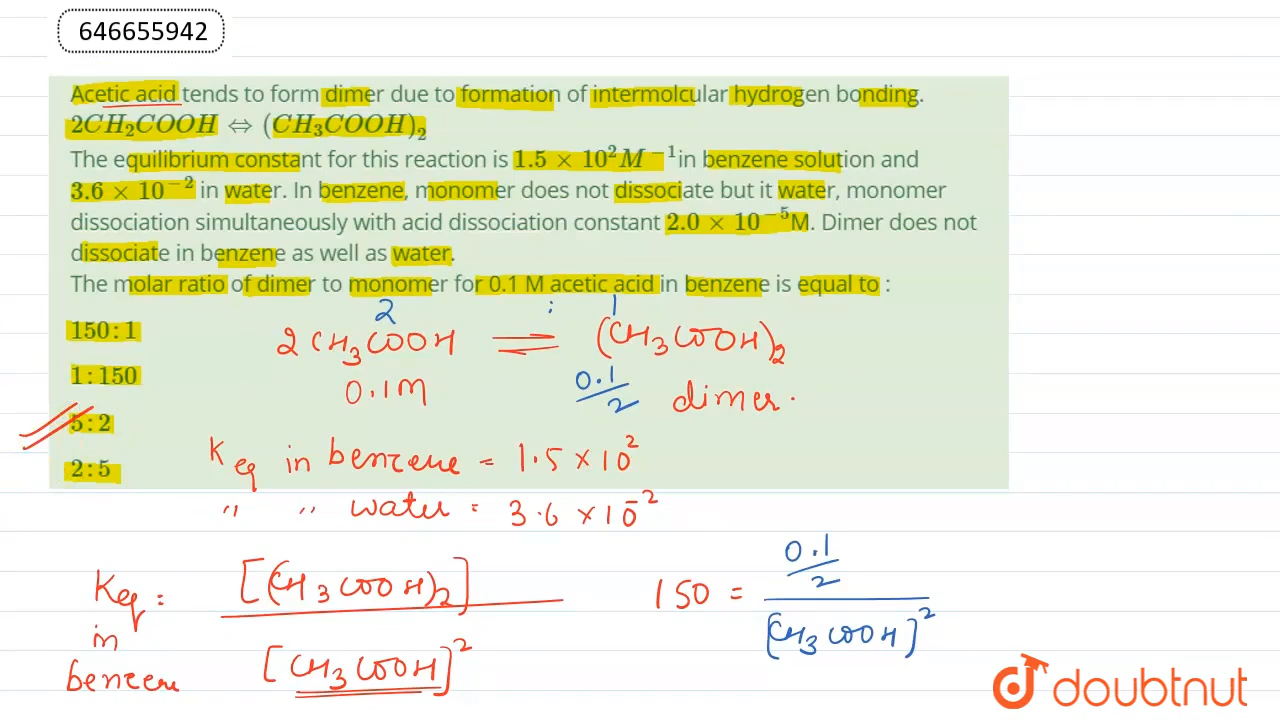 646655942
Acetic acid tends to form dimer due to formation of intermolcular hydrogen bonding.
2CH₂COOH ⇔ (CH₃COOH)₂
The equilibrium constant for this reaction is 1.5 × 10² M⁻¹ in benzene solution and
3.6 × 10⁻² in water. In benzene, monomer does not dissociate but it water, monomer
dissociation simultaneously with acid dissociation constant 2.0 × 10⁻⁵M. Dimer does not
dissociate in benzene as well as water.
The molar ratio of dimer to monomer for 0.1 M acetic acid in benzene is equal to :
2 : 1
150 : 1
2 CH₃COOH ⇌ (CH₃COOH)₂
1 : 150
0.1M 0.1/2 dimer.
5 : 2
Keq in benzene = 1.5 × 10²
2 : 5
" " water = 3.6 × 10⁻²
Keq = [(CH₃COOH)₂] / [CH₃COOH]²
in
benzene
150 = 0.1/2 / [CH₃COOH]²
doubtnut